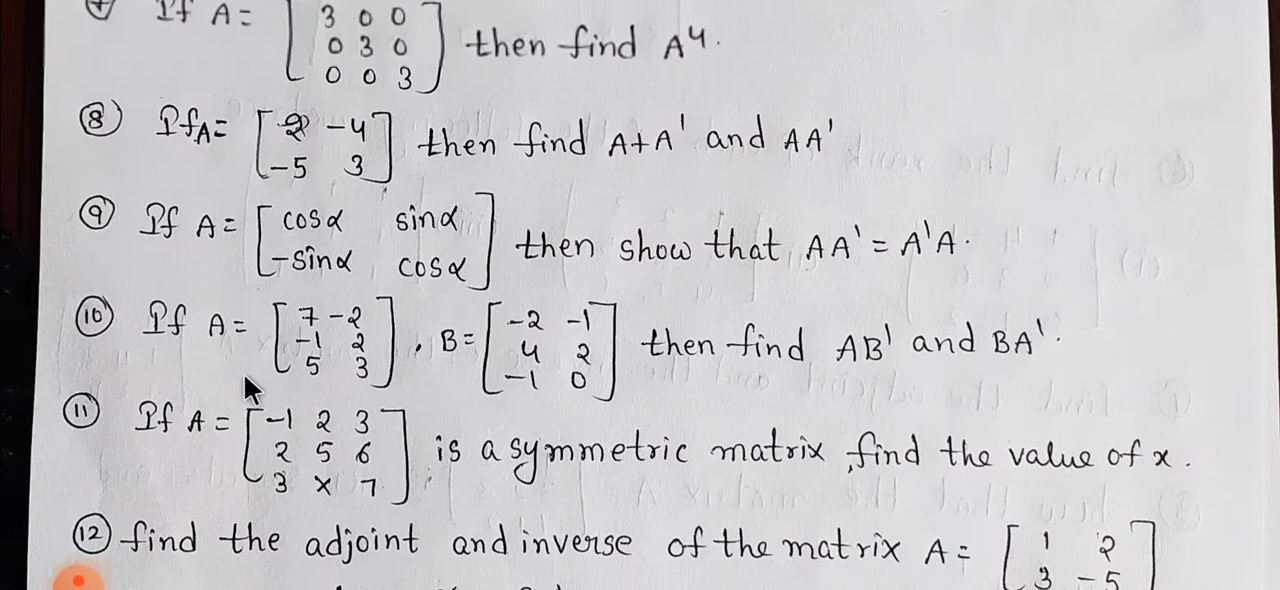 ⑦ If A = [3 0 0
0 3 0
0 0 3] then find A⁴.
⑧ If A = [2 -4
-5 3] then find A+A' and AA'
⑨ If A = [cosα sinα
-sinα cosα] then show that AA' = A'A.
⑩ If A = [7 -2
-1 2
5 3], B = [-2 -1
4 2
-1 0] then find AB' and BA'.
⑪ If A = [-1 2 3
2 5 6
3 x 7] is a symmetric matrix, find the value of x.
⑫ find the adjoint and inverse of the matrix A = [1 2
3 -5]